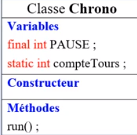 Classe Chrono
Variables
final int PAUSE ;
static int compteTours ;
Constructeur
Méthodes
run() ;